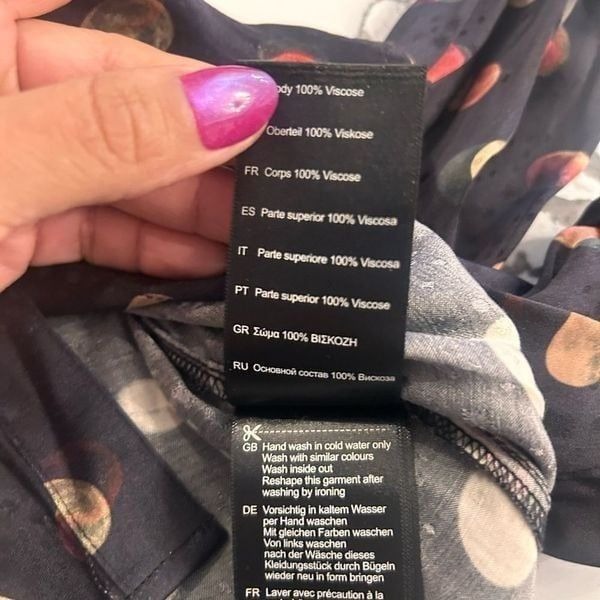 100% Viscose
Oberteil 100% Viskose
FR Corps 100% Viscose
ES Parte superior 100% Viscosa
IT Parte superiore 100% Viscosa
PT Parte superior 100% Viscose
GR Σώμα 100% ΒΙΣΚΟΖΗ
RU Основной состав 100% Вискоза
GB Hand wash in cold water only
Wash with similar colours
Wash inside out
Reshape this garment after
washing by ironing
DE Vorsichtig in kaltem Wasser
per Hand waschen
Mit gleichen Farben waschen
Von links waschen
nach der Wäsche dieses
Kleidungsstück durch Bügeln
wieder neu in form bringen
FR Laver avec précaution à la